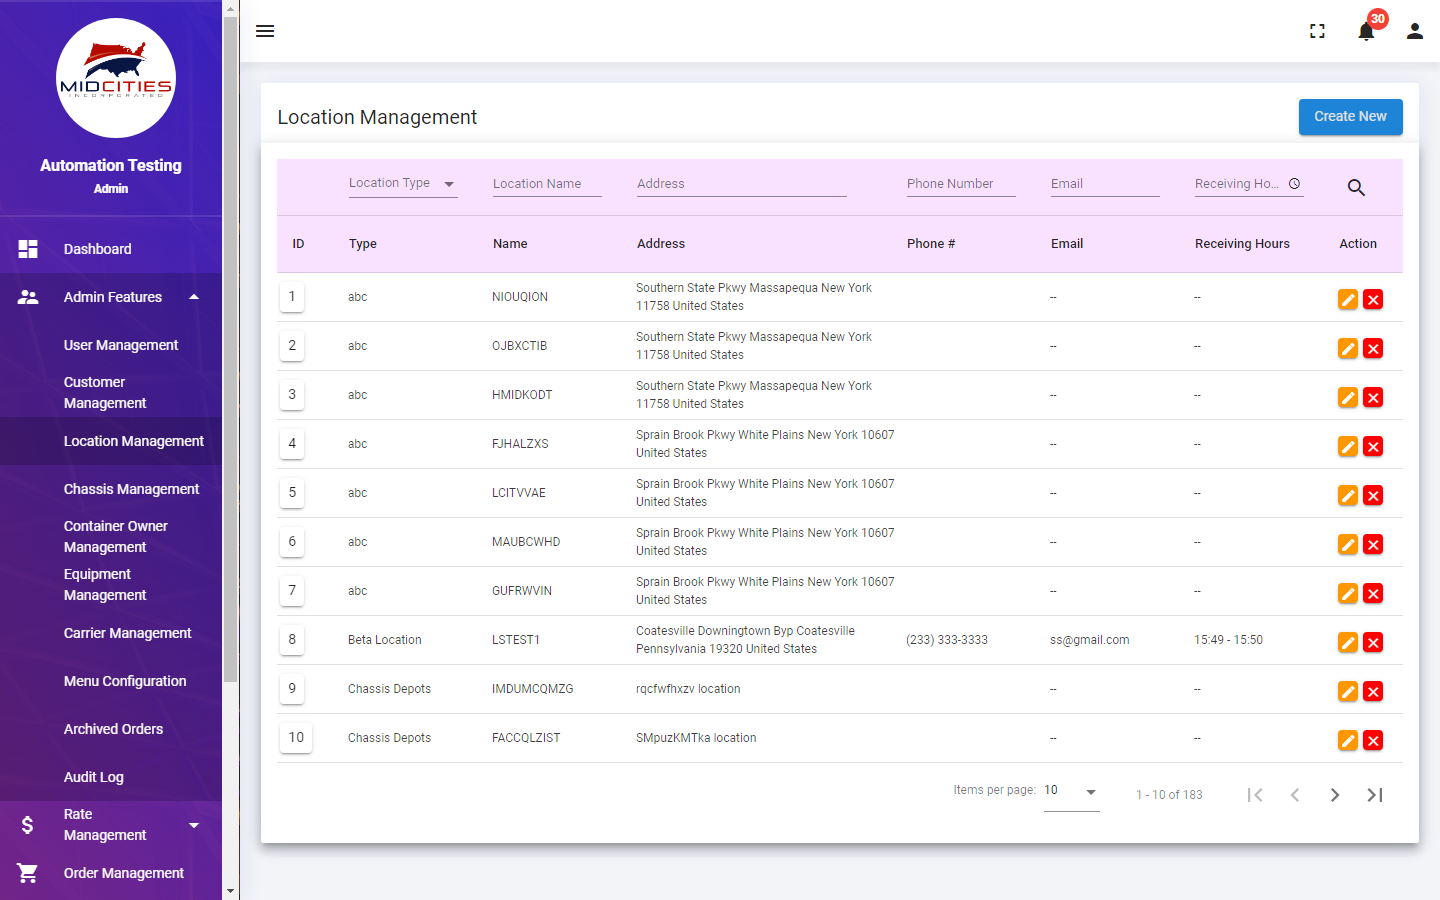 MIDCITIES
INCORPORATED
Automation Testing
Admin
Dashboard
Admin Features
User Management
Customer
Management
Location Management
Chassis Management
Container Owner
Management
Equipment
Management
Carrier Management
Menu Configuration
Archived Orders
Audit Log
Rate
Management
Order Management
30
Location Management
Create New
Location Type Location Name Address Phone Number Email Receiving Ho...
ID Type Name Address Phone # Email Receiving Hours Action
1 abc NIOUQION Southern State Pkwy Massapequa New York -- --
11758 United States
2 abc OJBXCTIB Southern State Pkwy Massapequa New York -- --
11758 United States
3 abc HMIDKODT Southern State Pkwy Massapequa New York -- --
11758 United States
4 abc FJHALZXS Sprain Brook Pkwy White Plains New York 10607 -- --
United States
5 abc LCITVVAE Sprain Brook Pkwy White Plains New York 10607 -- --
United States
6 abc MAUBCWHD Sprain Brook Pkwy White Plains New York 10607 -- --
United States
7 abc GUFRWVIN Sprain Brook Pkwy White Plains New York 10607 -- --
United States
8 Beta Location LSTEST1 Coatesville Downingtown Byp Coatesville (233) 333-3333 ss@gmail.com 15:49 - 15:50
Pennsylvania 19320 United States
9 Chassis Depots IMDUMCQMZG rqcfwfhxzv location -- --
10 Chassis Depots FACCQLZIST SMpuzKMTka location -- --
Items per page: 10 1 - 10 of 183